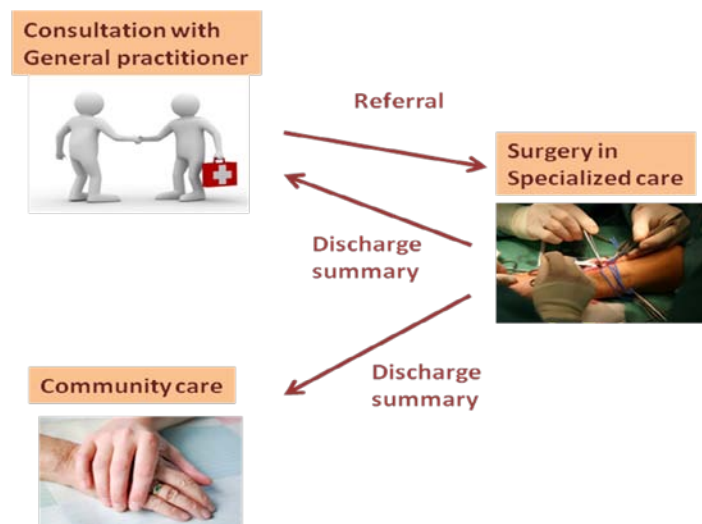 Consultation with
General practitioner
Referral
Surgery in
Specialized care
Discharge
summary
Discharge
summary
Community care